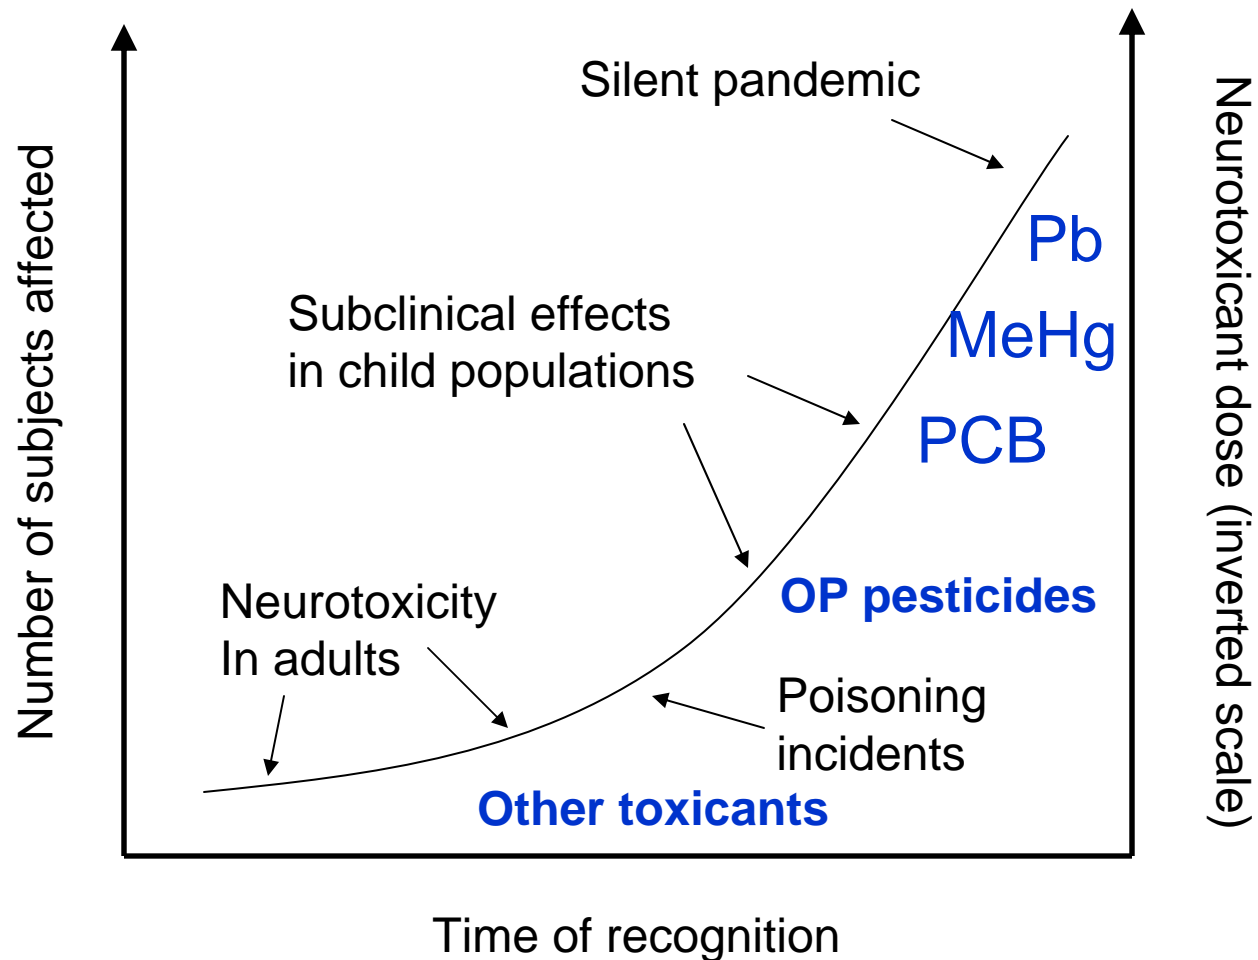 Silent pandemic
Number of subjects affected
Neurotoxicant dose (inverted scale)
Pb
Subclinical effects
in child populations
MeHg
PCB
Neurotoxicity
In adults
OP pesticides
Poisoning
incidents
Other toxicants
Time of recognition